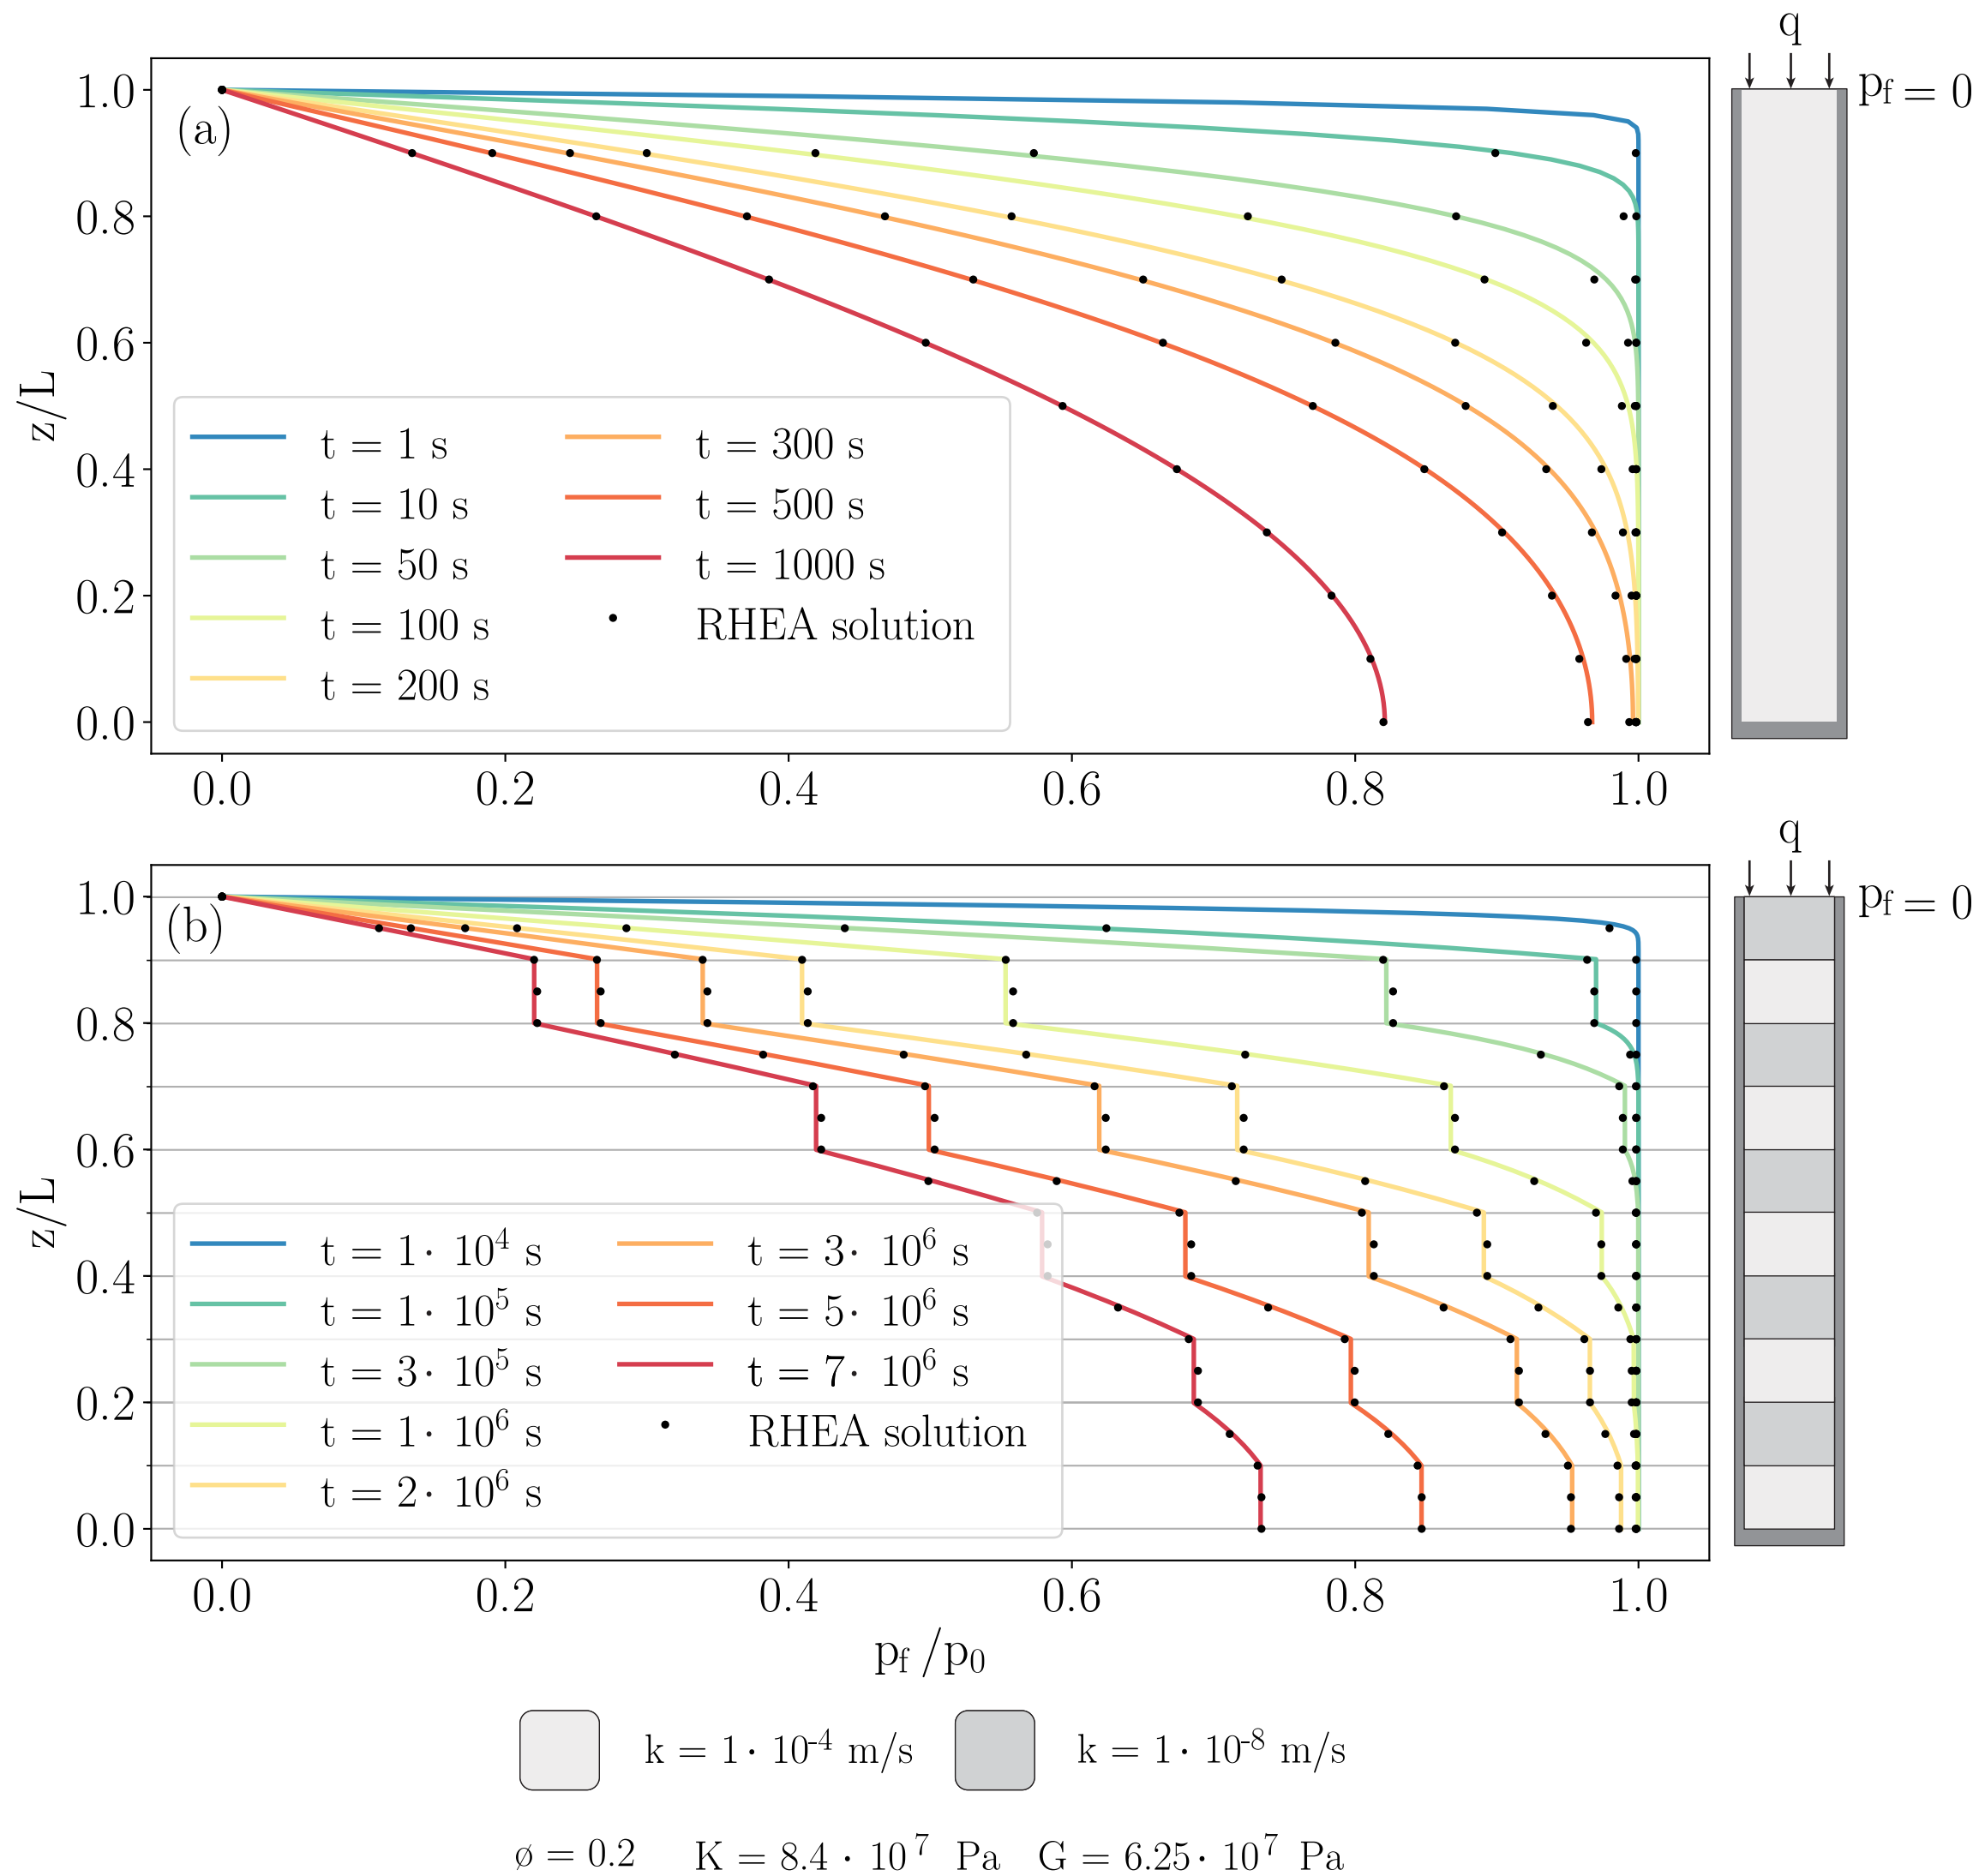 q
p_f = 0
(a)
1.0
0.8
0.6
0.4
0.2
0.0
z/L
t = 1 s
t = 10 s
t = 50 s
t = 100 s
t = 200 s
t = 300 s
t = 500 s
t = 1000 s
RHEA solution
0.0 0.2 0.4 0.6 0.8 1.0
q
p_f = 0
(b)
1.0
0.8
0.6
0.4
0.2
0.0
z/L
t = 1· 10^4 s
t = 1· 10^5 s
t = 3· 10^5 s
t = 1· 10^6 s
t = 2· 10^6 s
t = 3· 10^6 s
t = 5· 10^6 s
t = 7· 10^6 s
RHEA solution
0.0 0.2 0.4 0.6 0.8 1.0
p_f /p_0
k = 1· 10^-4 m/s k = 1· 10^-8 m/s
ø = 0.2 K = 8.4 · 10^7 Pa G = 6.25· 10^7 Pa